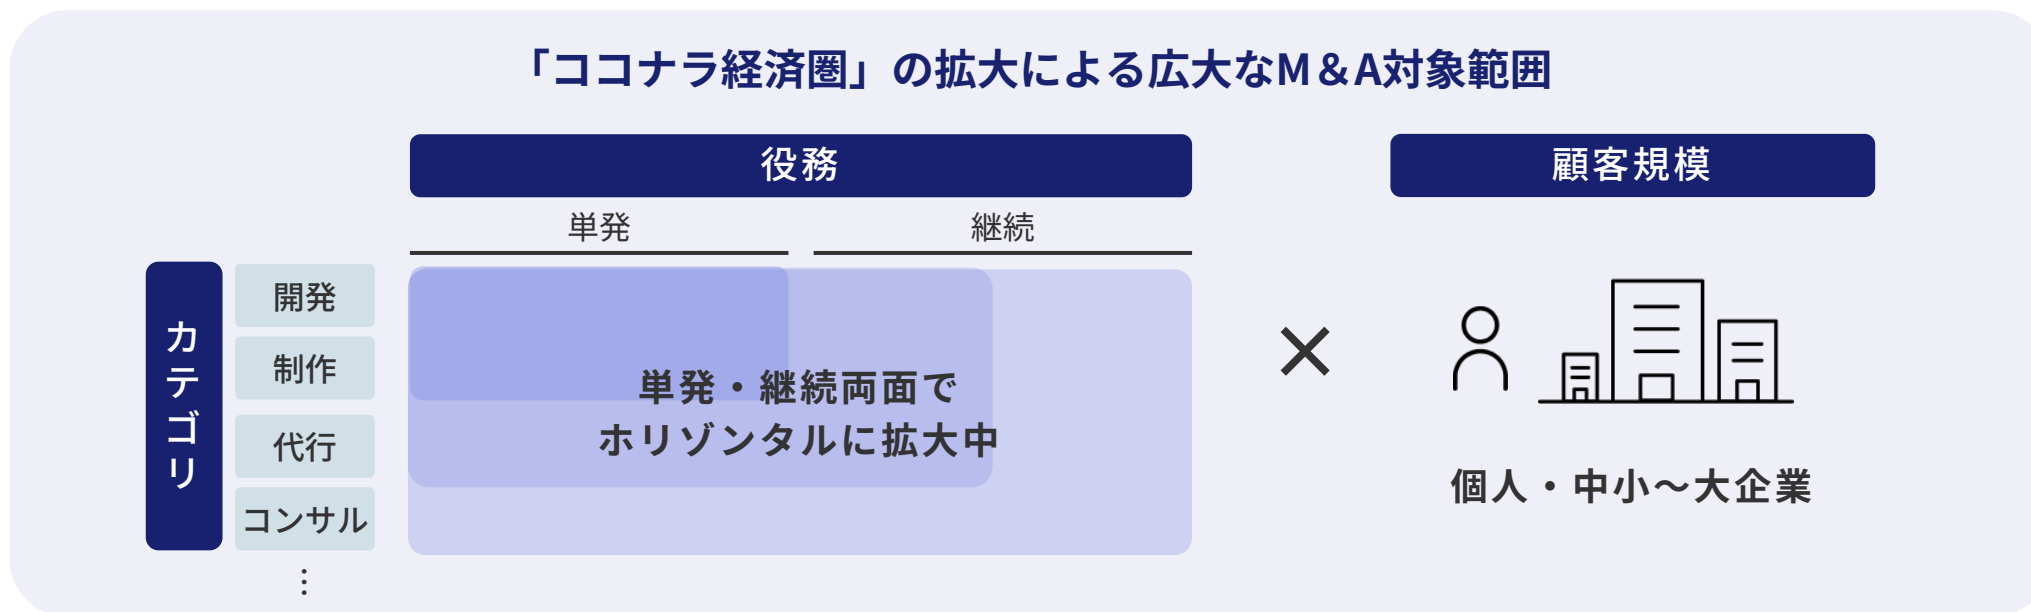 「ココナラ経済圏」の拡大による広大なM＆A対象範囲
役務
顧客規模
単発
継続
カテゴリ
開発
制作
代行
コンサル
⋮
単発・継続両面で
ホリゾンタルに拡大中
×
個人・中小～大企業